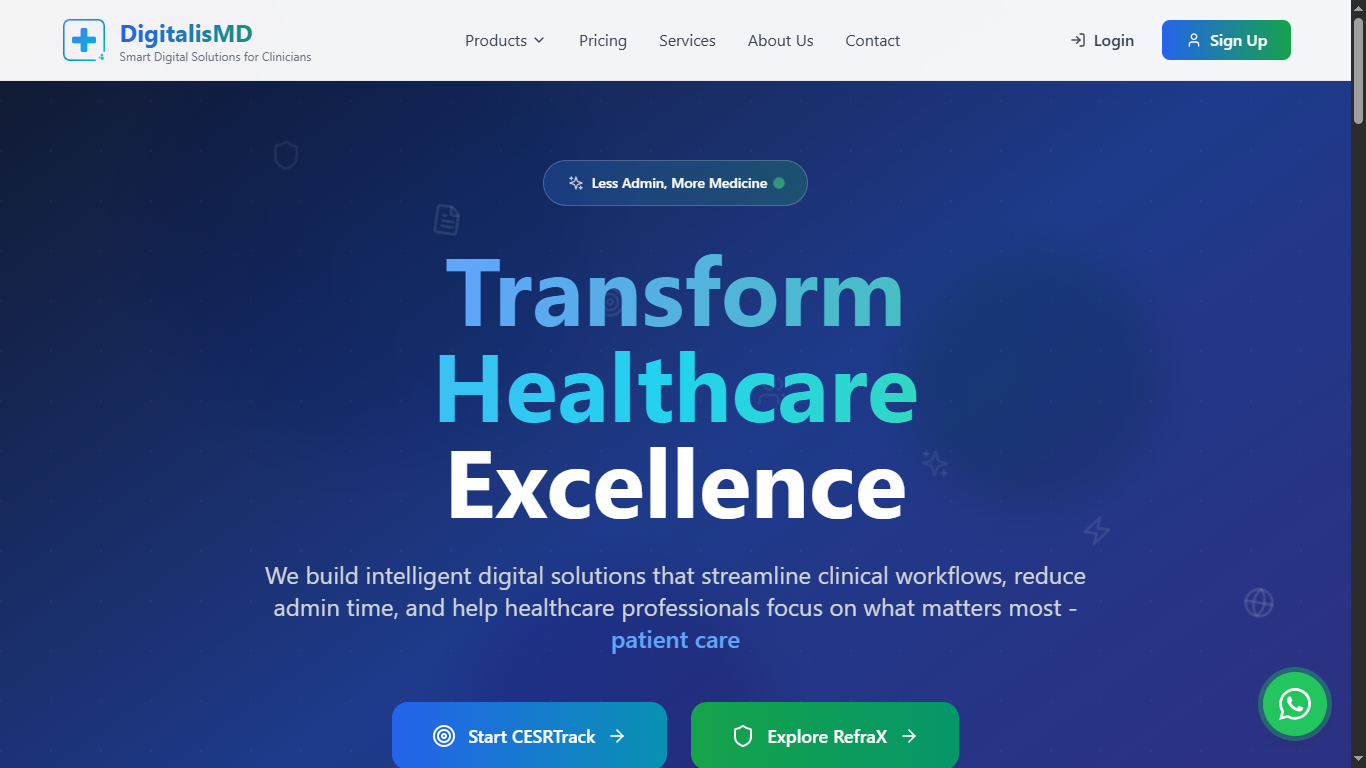 DigitalisMD
Smart Digital Solutions for Clinicians
Products
Pricing
Services
About Us
Contact
Login
Sign Up
Less Admin, More Medicine
Transform
Healthcare
Excellence
We build intelligent digital solutions that streamline clinical workflows, reduce
admin time, and help healthcare professionals focus on what matters most -
patient care
Start CESRTrack
Explore RefraX